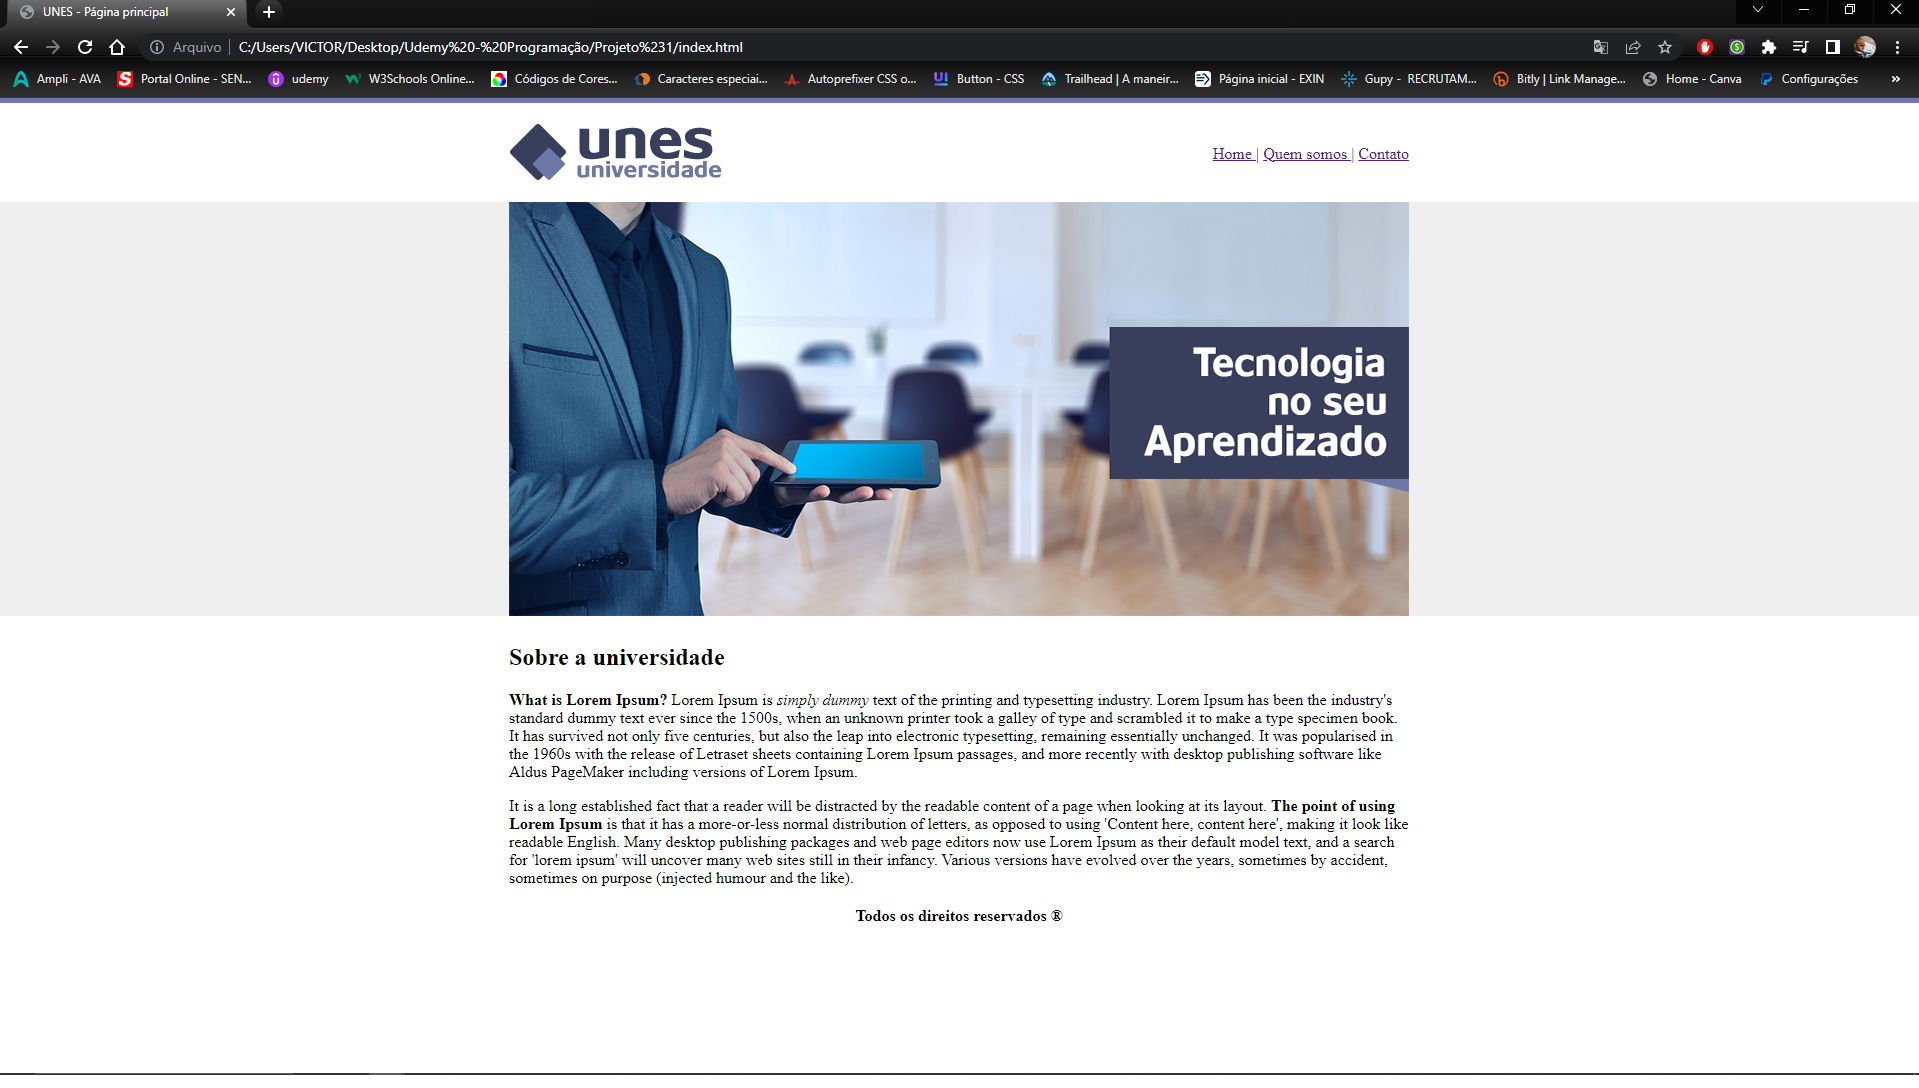 UNES - Página principal
Arquivo | C:/Users/VICTOR/Desktop/Udemy%20-%20Programação/Projeto%231/index.html
Ampli - AVA
Portal Online - SEN...
udemy
W3Schools Online...
Códigos de Cores...
Caracteres especiai...
Autoprefixer CSS o...
Button - CSS
Trailhead | A maneir...
Página inicial - EXIN
Gupy - RECRUTAM...
Bitly | Link Manage...
Home - Canva
Configurações
»
unes
universidade
Home | Quem somos | Contato
Tecnologia
no seu
Aprendizado
Sobre a universidade
What is Lorem Ipsum? Lorem Ipsum is simply dummy text of the printing and typesetting industry. Lorem Ipsum has been the industry's
standard dummy text ever since the 1500s, when an unknown printer took a galley of type and scrambled it to make a type specimen book.
It has survived not only five centuries, but also the leap into electronic typesetting, remaining essentially unchanged. It was popularised in
the 1960s with the release of Letraset sheets containing Lorem Ipsum passages, and more recently with desktop publishing software like
Aldus PageMaker including versions of Lorem Ipsum.
It is a long established fact that a reader will be distracted by the readable content of a page when looking at its layout. The point of using
Lorem Ipsum is that it has a more-or-less normal distribution of letters, as opposed to using 'Content here, content here', making it look like
readable English. Many desktop publishing packages and web page editors now use Lorem Ipsum as their default model text, and a search
for 'lorem ipsum' will uncover many web sites still in their infancy. Various versions have evolved over the years, sometimes by accident,
sometimes on purpose (injected humour and the like).
Todos os direitos reservados ®